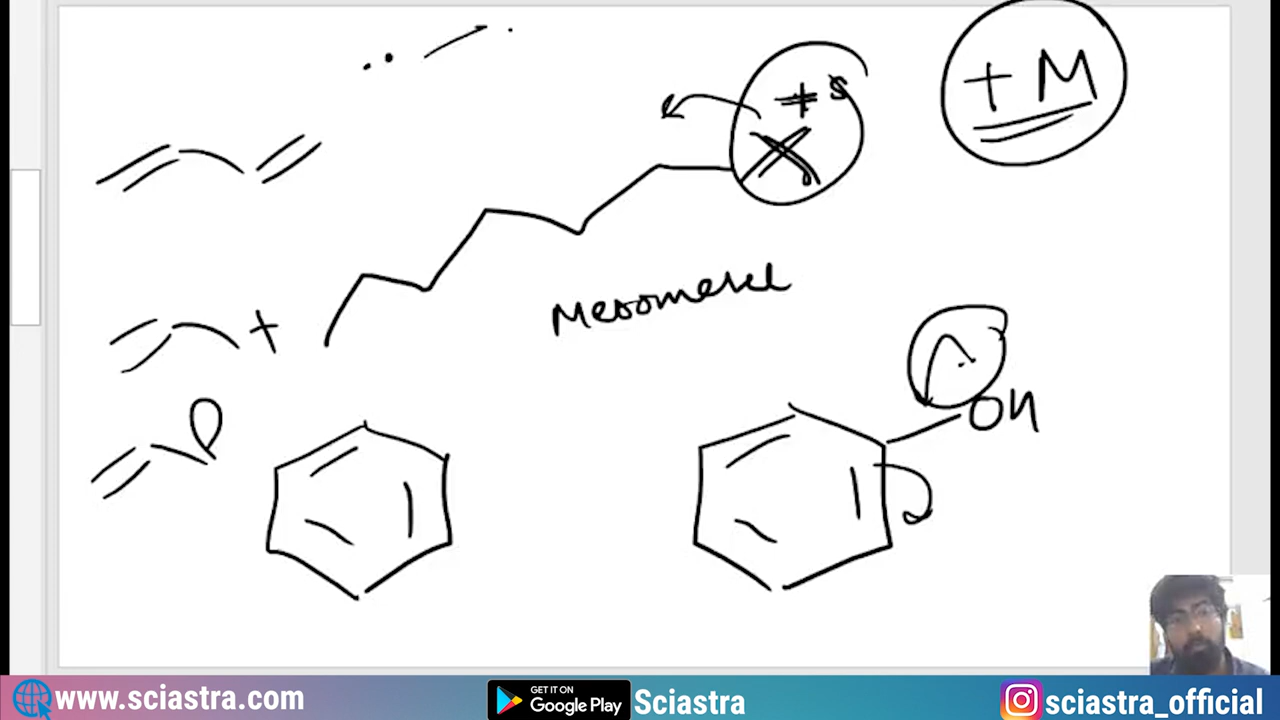 + M
+ s
X
+
Mesomeric
OH
www.sciastra.com
GET IT ON
Google Play
Sciastra
sciastra_official